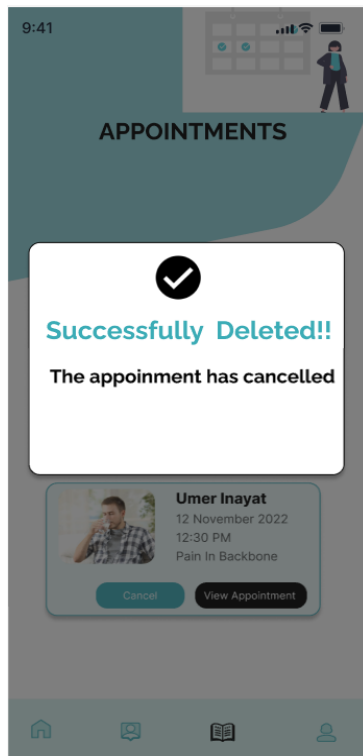 9:41
APPOINTMENTS
Successfully Deleted!!
The appoinment has cancelled
Umer Inayat
12 November 2022
12:30 PM
Pain In Backbone
Cancel
View Appointment